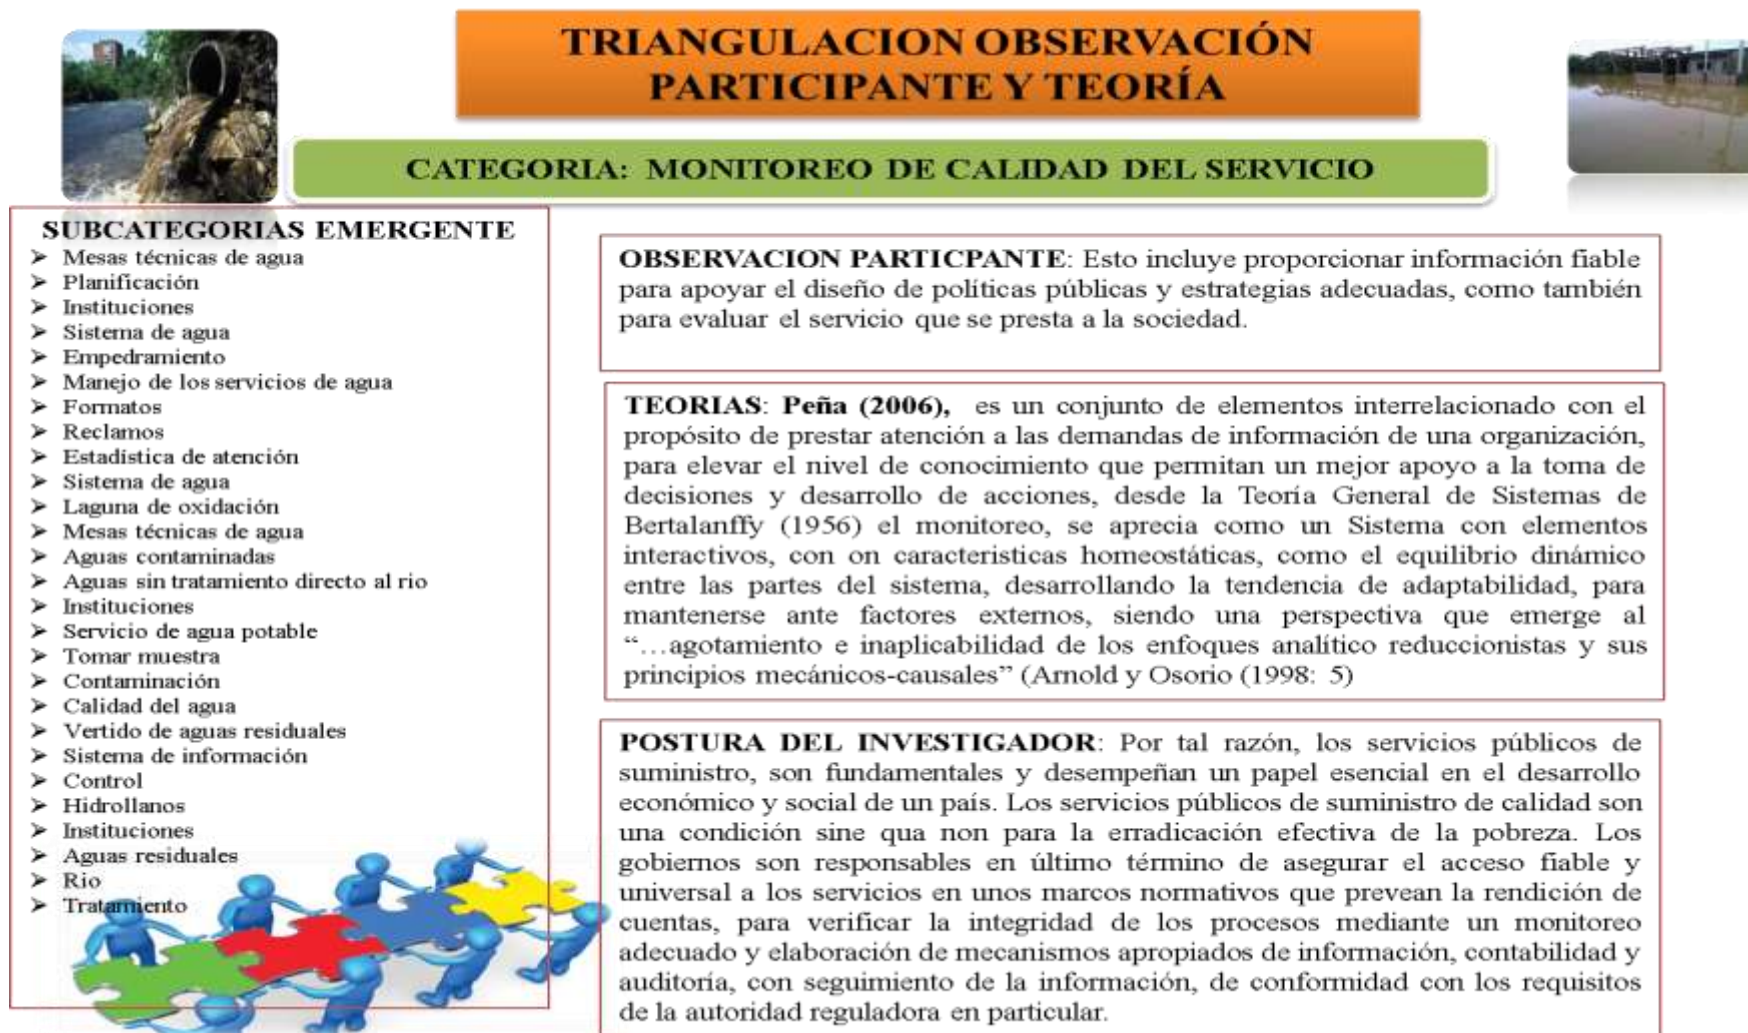 TRIANGULACION OBSERVACIÓN
PARTICIPANTE Y TEORÍA
CATEGORIA: MONITOREO DE CALIDAD DEL SERVICIO
SUBCATEGORIAS EMERGENTE
➢ Mesas técnicas de agua
➢ Planificación
➢ Instituciones
➢ Sistema de agua
➢ Empedramiento
➢ Manejo de los servicios de agua
➢ Formatos
➢ Reclamos
➢ Estadística de atención
➢ Sistema de agua
➢ Laguna de oxidación
➢ Mesas técnicas de agua
➢ Aguas contaminadas
➢ Aguas sin tratamiento directo al rio
➢ Instituciones
➢ Servicio de agua potable
➢ Tomar muestra
➢ Contaminación
➢ Calidad del agua
➢ Vertido de aguas residuales
➢ Sistema de información
➢ Control
➢ Hidrollanos
➢ Instituciones
➢ Aguas residuales
➢ Rio
➢ Tratamiento
OBSERVACION PARTICPANTE: Esto incluye proporcionar información fiable
para apoyar el diseño de políticas públicas y estrategias adecuadas, como también
para evaluar el servicio que se presta a la sociedad.
TEORIAS: Peña (2006), es un conjunto de elementos interrelacionado con el
propósito de prestar atención a las demandas de información de una organización,
para elevar el nivel de conocimiento que permitan un mejor apoyo a la toma de
decisiones y desarrollo de acciones, desde la Teoría General de Sistemas de
Bertalanffy (1956) el monitoreo, se aprecia como un Sistema con elementos
interactivos, con on caracteristicas homeostáticas, como el equilibrio dinámico
entre las partes del sistema, desarrollando la tendencia de adaptabilidad, para
mantenerse ante factores externos, siendo una perspectiva que emerge al
“…agotamiento e inaplicabilidad de los enfoques analítico reduccionistas y sus
principios mecánicos-causales” (Arnold y Osorio (1998: 5)
POSTURA DEL INVESTIGADOR: Por tal razón, los servicios públicos de
suministro, son fundamentales y desempeñan un papel esencial en el desarrollo
económico y social de un país. Los servicios públicos de suministro de calidad son
una condición sine qua non para la erradicación efectiva de la pobreza. Los
gobiernos son responsables en último término de asegurar el acceso fiable y
universal a los servicios en unos marcos normativos que prevean la rendición de
cuentas, para verificar la integridad de los procesos mediante un monitoreo
adecuado y elaboración de mecanismos apropiados de información, contabilidad y
auditoría, con seguimiento de la información, de conformidad con los requisitos
de la autoridad reguladora en particular.